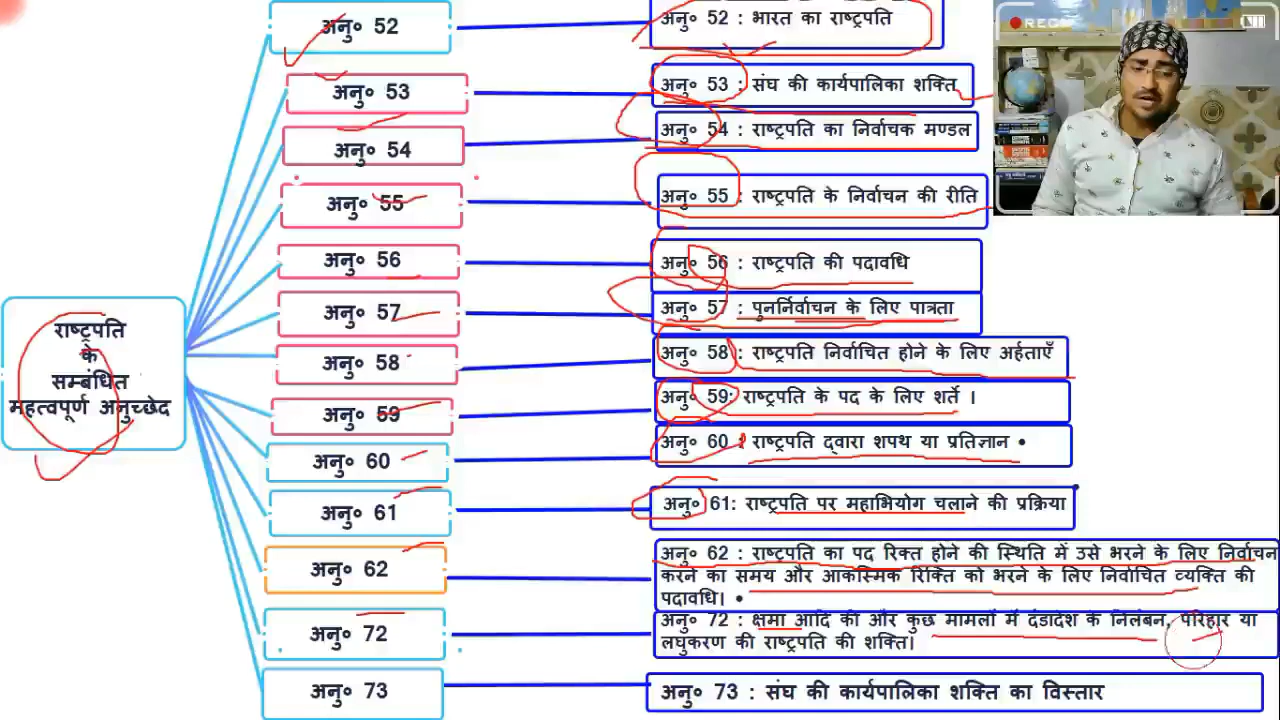 राष्ट्रपति
के
सम्बंधित
महत्वपूर्ण अनुच्छेद
अनु० 52
अनु० 53
अनु० 54
अनु० 55
अनु० 56
अनु० 57
अनु० 58
अनु० 59
अनु० 60
अनु० 61
अनु० 62
अनु० 72
अनु० 73
अनु० 52 : भारत का राष्ट्रपति
अनु० 53 : संघ की कार्यपालिका शक्ति
अनु० 54 : राष्ट्रपति का निर्वाचक मण्डल
अनु० 55 : राष्ट्रपति के निर्वाचन की रीति
अनु० 56 : राष्ट्रपति की पदावधि
अनु० 57 : पुनर्निर्वाचन के लिए पात्रता
अनु० 58 : राष्ट्रपति निर्वाचित होने के लिए अर्हताएँ
अनु० 59: राष्ट्रपति के पद के लिए शर्ते ।
अनु० 60 : राष्ट्रपति द्वारा शपथ या प्रतिज्ञान •
अनु० 61: राष्ट्रपति पर महाभियोग चलाने की प्रक्रिया
अनु० 62 : राष्ट्रपति का पद रिक्त होने की स्थिति में उसे भरने के लिए निर्वाचन
करने का समय और आकस्मिक रिक्ति को भरने के लिए निर्वाचित व्यक्ति की
पदावधि। •
अनु० 72 : क्षमा आदि की और कुछ मामलों में दंडादेश के निलंबन, परिहार या
लघुकरण की राष्ट्रपति की शक्ति।
अनु० 73 : संघ की कार्यपालिका शक्ति का विस्तार